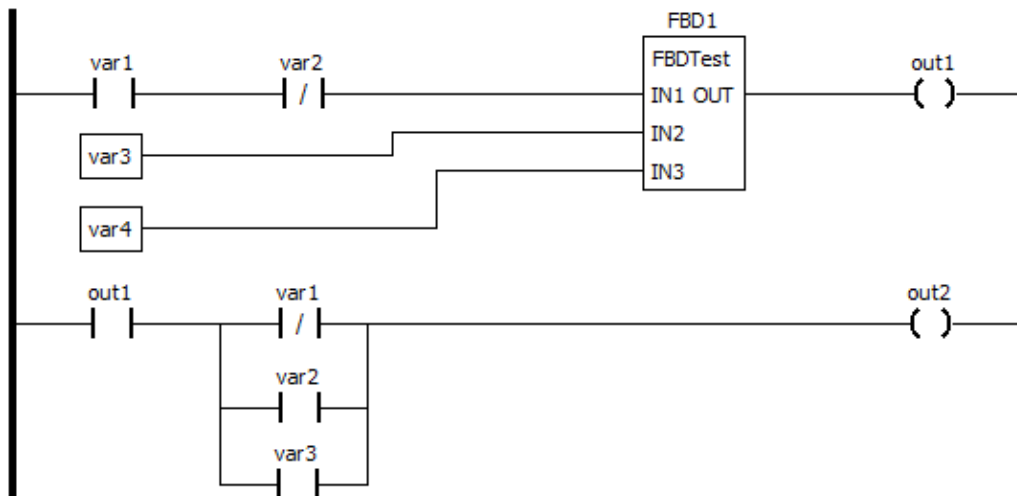 FBD1
var1
var2
FBDTest
out1
/
IN1 OUT
var3
IN2
IN3
var4
out1
var1
out2
/
var2
var3